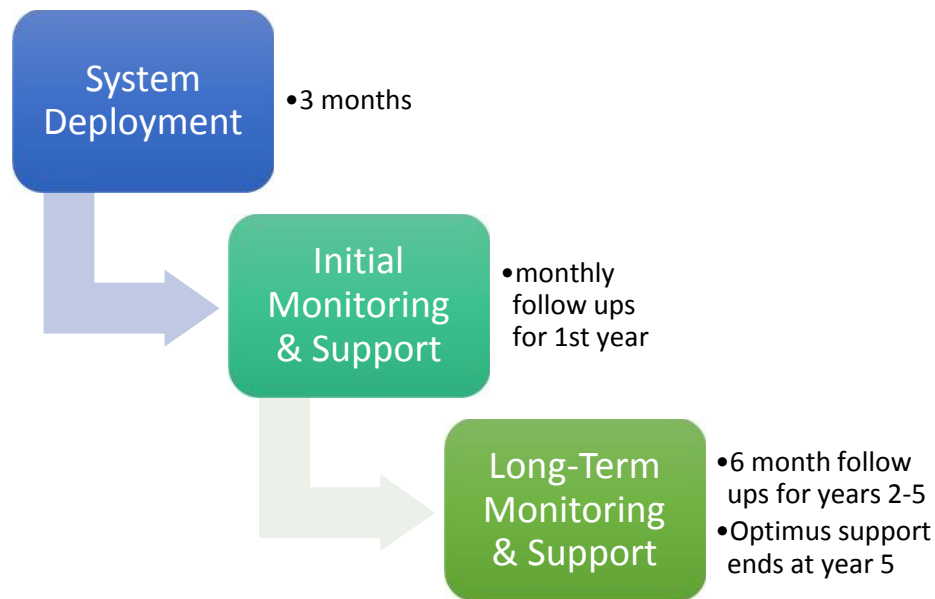 System
Deployment
•3 months
Initial
Monitoring
& Support
•monthly
follow ups
for 1st year
Long-Term
Monitoring
& Support
•6 month follow
ups for years 2-5
•Optimus support
ends at year 5